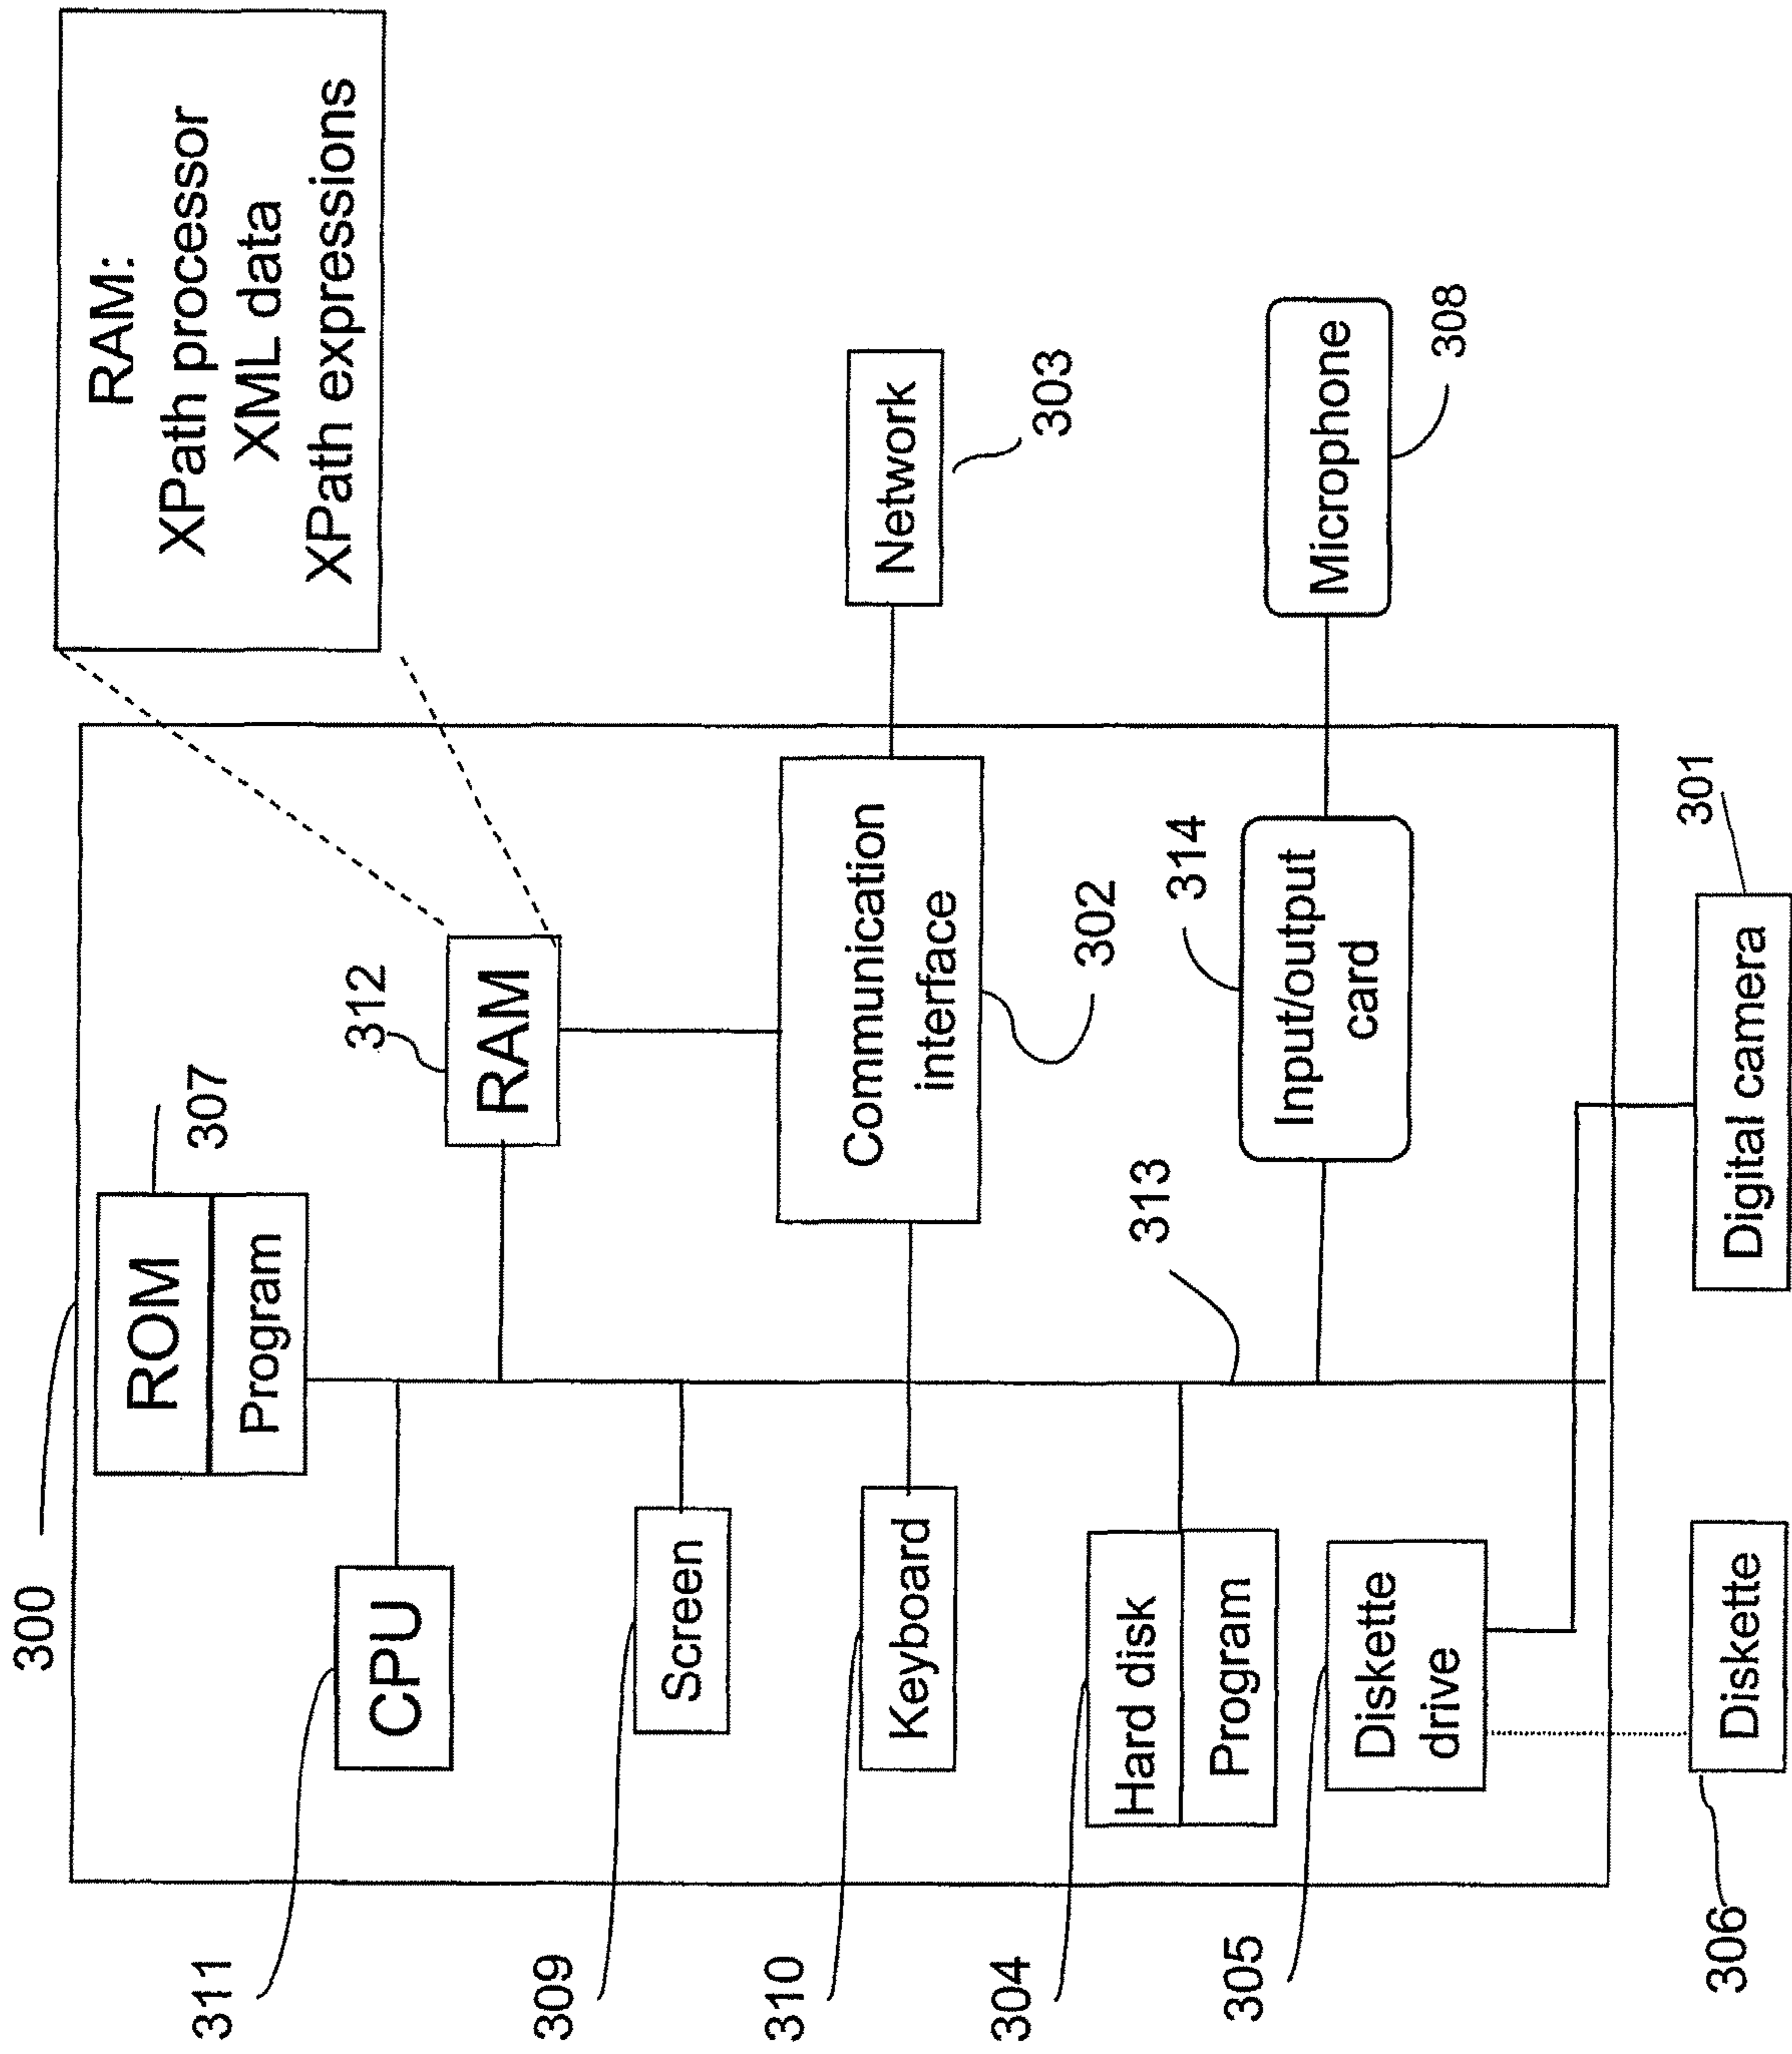 300
ROM
Program
307
RAM:
XPath processor
XML data
XPath expressions
311
CPU
312
RAM
309
Screen
310
Keyboard
Communication
interface
302
Network
303
304
Hard disk
Program
313
314
Input/output
card
Microphone
308
305
Diskette
drive
306
Diskette
Digital camera
301